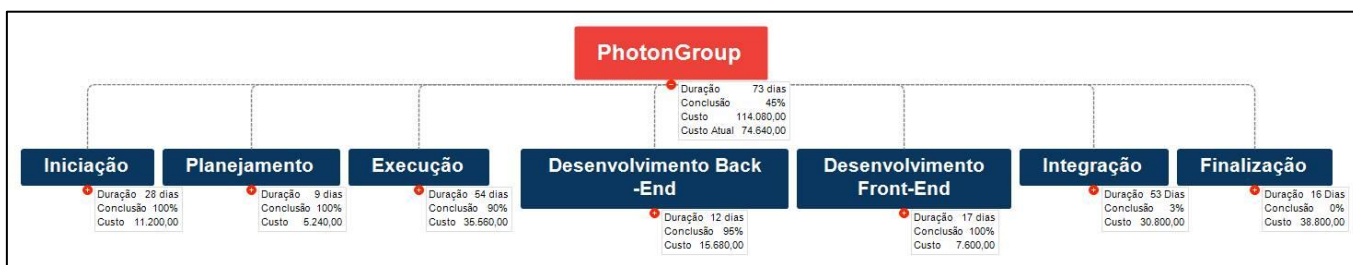 PhotonGroup
Duração 73 dias
Conclusão 45%
Custo 114.080,00
Custo Atual 74.640,00
Iniciação
Duração 28 dias
Conclusão 100%
Custo 11.200,00
Planejamento
Duração 9 dias
Conclusão 100%
Custo 5.240,00
Execução
Duração 54 dias
Conclusão 90%
Custo 35.560,00
Desenvolvimento Back
-End
Duração 12 dias
Conclusão 95%
Custo 15.680,00
Desenvolvimento
Front-End
Duração 17 dias
Conclusão 100%
Custo 7.600,00
Integração
Duração 53 Dias
Conclusão 3%
Custo 30.800,00
Finalização
Duração 16 Dias
Conclusão 0%
Custo 38.800,00